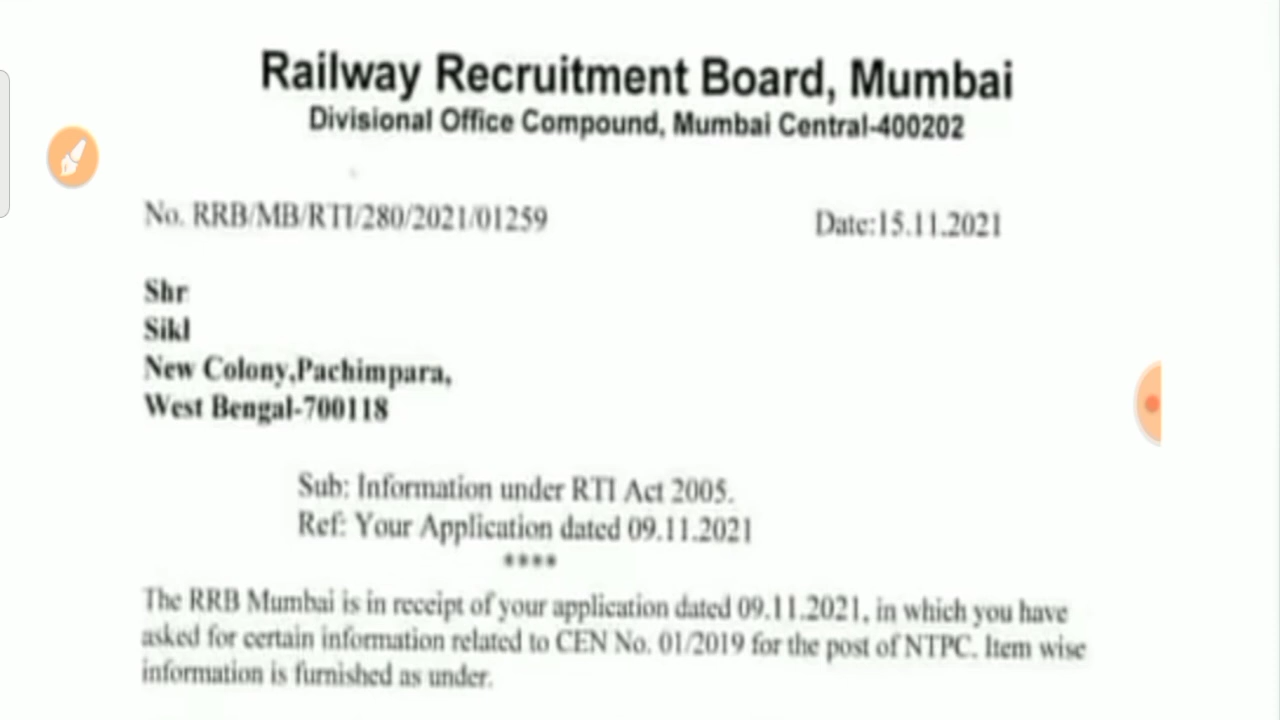 Railway Recruitment Board, Mumbai
Divisional Office Compound, Mumbai Central-400202
No. RRB/MB/RTI/280/2021/01259 Date:15.11.2021
Shr
Sikl
New Colony,Pachimpara,
West Bengal-700118
Sub: Information under RTI Act 2005.
Ref: Your Application dated 09.11.2021
****
The RRB Mumbai is in receipt of your application dated 09.11.2021, in which you have
asked for certain information related to CEN No. 01/2019 for the post of NTPC. Item wise
information is furnished as under.